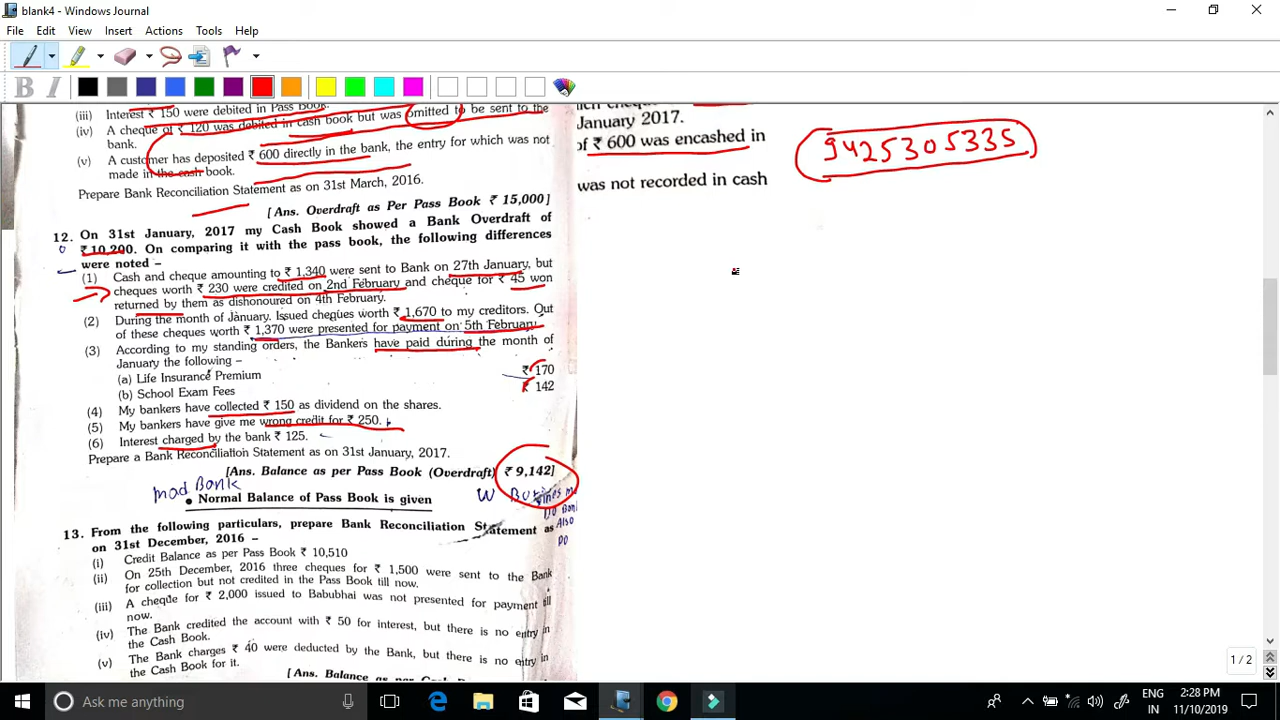 blank4 - Windows Journal
File Edit View Insert Actions Tools Help
(iii) Interest ₹ 150 were debited in Pass Book.
(iv) A cheque of ₹ 120 was debited in cash book but was omitted to be sent to the
bank.
(v) A customer has deposited ₹ 600 directly in the bank, the entry for which was not
made in the cash book.
Prepare Bank Reconciliation Statement as on 31st March, 2016.
[Ans. Overdraft as Per Pass Book ₹ 15,000]
12. On 31st January, 2017 my Cash Book showed a Bank Overdraft of
₹ 10,200. On comparing it with the pass book, the following differences
were noted –
(1) Cash and cheque amounting to ₹ 1,340 were sent to Bank on 27th January, but
cheques worth ₹ 230 were credited on 2nd February and cheque for ₹ 45 won
returned by them as dishonoured on 4th February.
(2) During the month of January. Issued cheques worth ₹ 1,670 to my creditors. Out
of these cheques worth ₹ 1,370 were presented for payment on 5th February.
(3) According to my standing orders, the Bankers have paid during the month of
January the following –
(a) Life Insurance Premium ₹ 170
(b) School Exam Fees ₹ 142
(4) My bankers have collected ₹ 150 as dividend on the shares.
(5) My bankers have give me wrong credit for ₹ 250.
(6) Interest charged by the bank ₹ 125.
Prepare a Bank Reconciliation Statement as on 31st January, 2017.
[Ans. Balance as per Pass Book (Overdraft) ₹ 9,142]
mad Bank
• Normal Balance of Pass Book is given
W
Bank
Also
DO
13. From the following particulars, prepare Bank Reconciliation Statement as
on 31st December, 2016 –
(i) Credit Balance as per Pass Book ₹ 10,510
(ii) On 25th December, 2016 three cheques for ₹ 1,500 were sent to the Bank
for collection but not credited in the Pass Book till now.
(iii) A cheque for ₹ 2,000 issued to Babubhai was not presented for payment till
now.
(iv) The Bank credited the account with ₹ 50 for interest, but there is no entry in
the Cash Book.
(v) The Bank charges ₹ 40 were deducted by the Bank, but there is no entry in
the Cash Book for it.
January 2017.
of ₹ 600 was encashed in
was not recorded in cash
9425305335
1 / 2
Ask me anything
ENG
IN
2:28 PM
11/10/2019